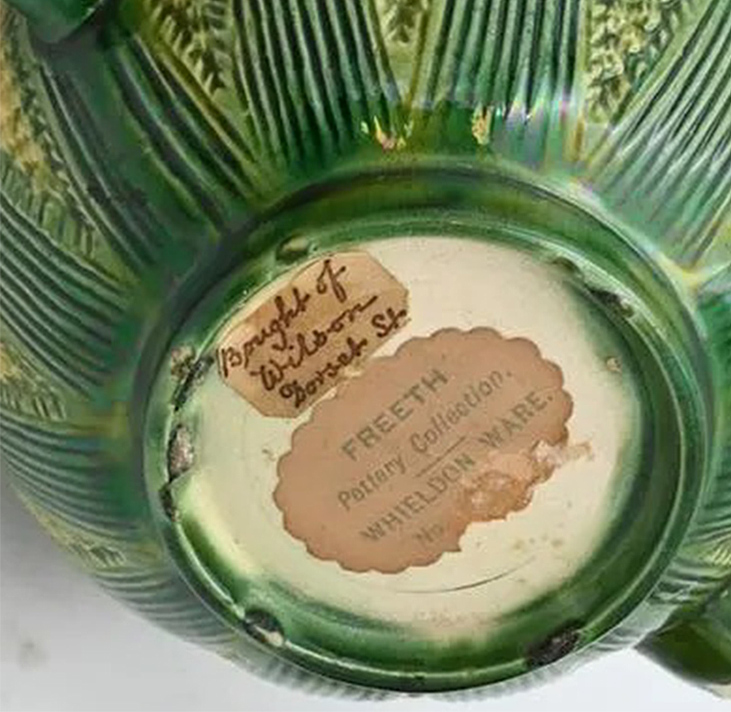 Bought of
Wilson
Dorset St
FREETH
Pottery Collection.
WHIELDON WARE.
No.